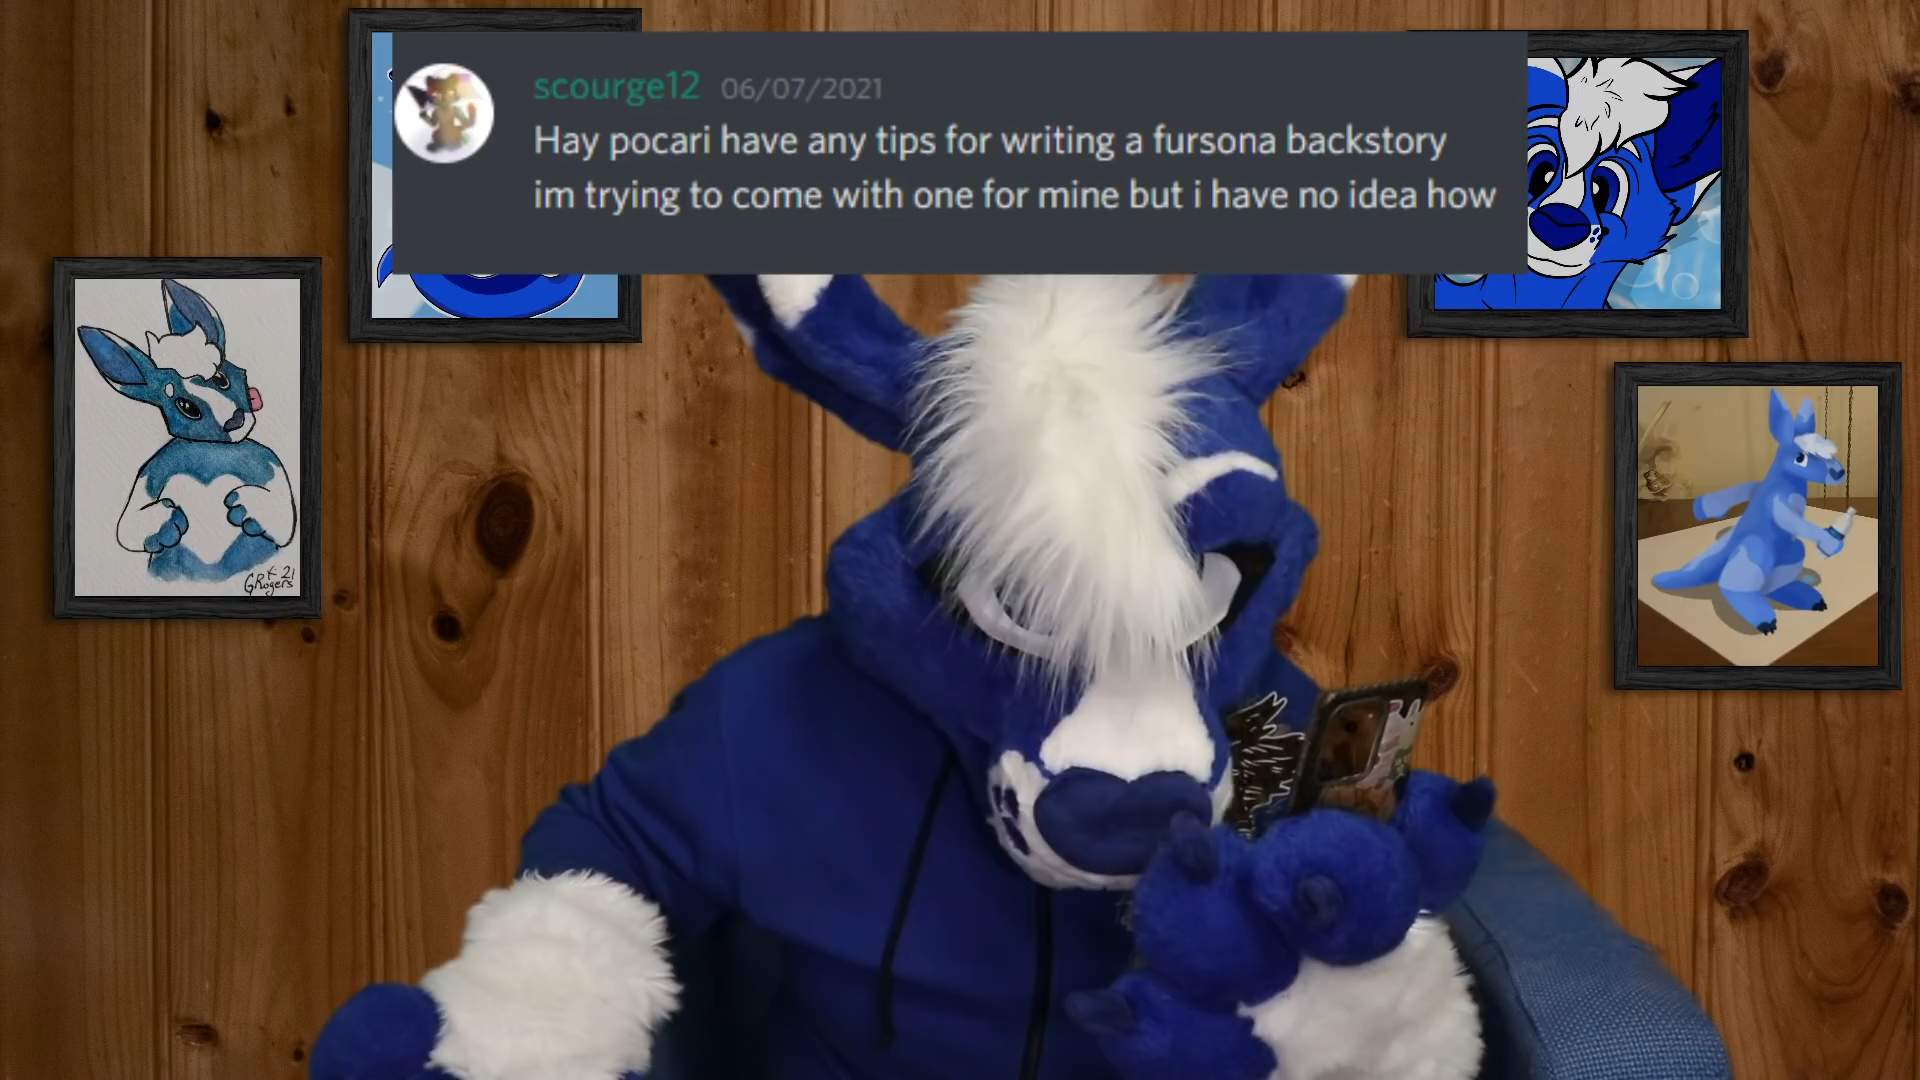 scourge12 06/07/2021
Hay pocari have any tips for writing a fursona backstory
im trying to come with one for mine but i have no idea how
GRogers
21